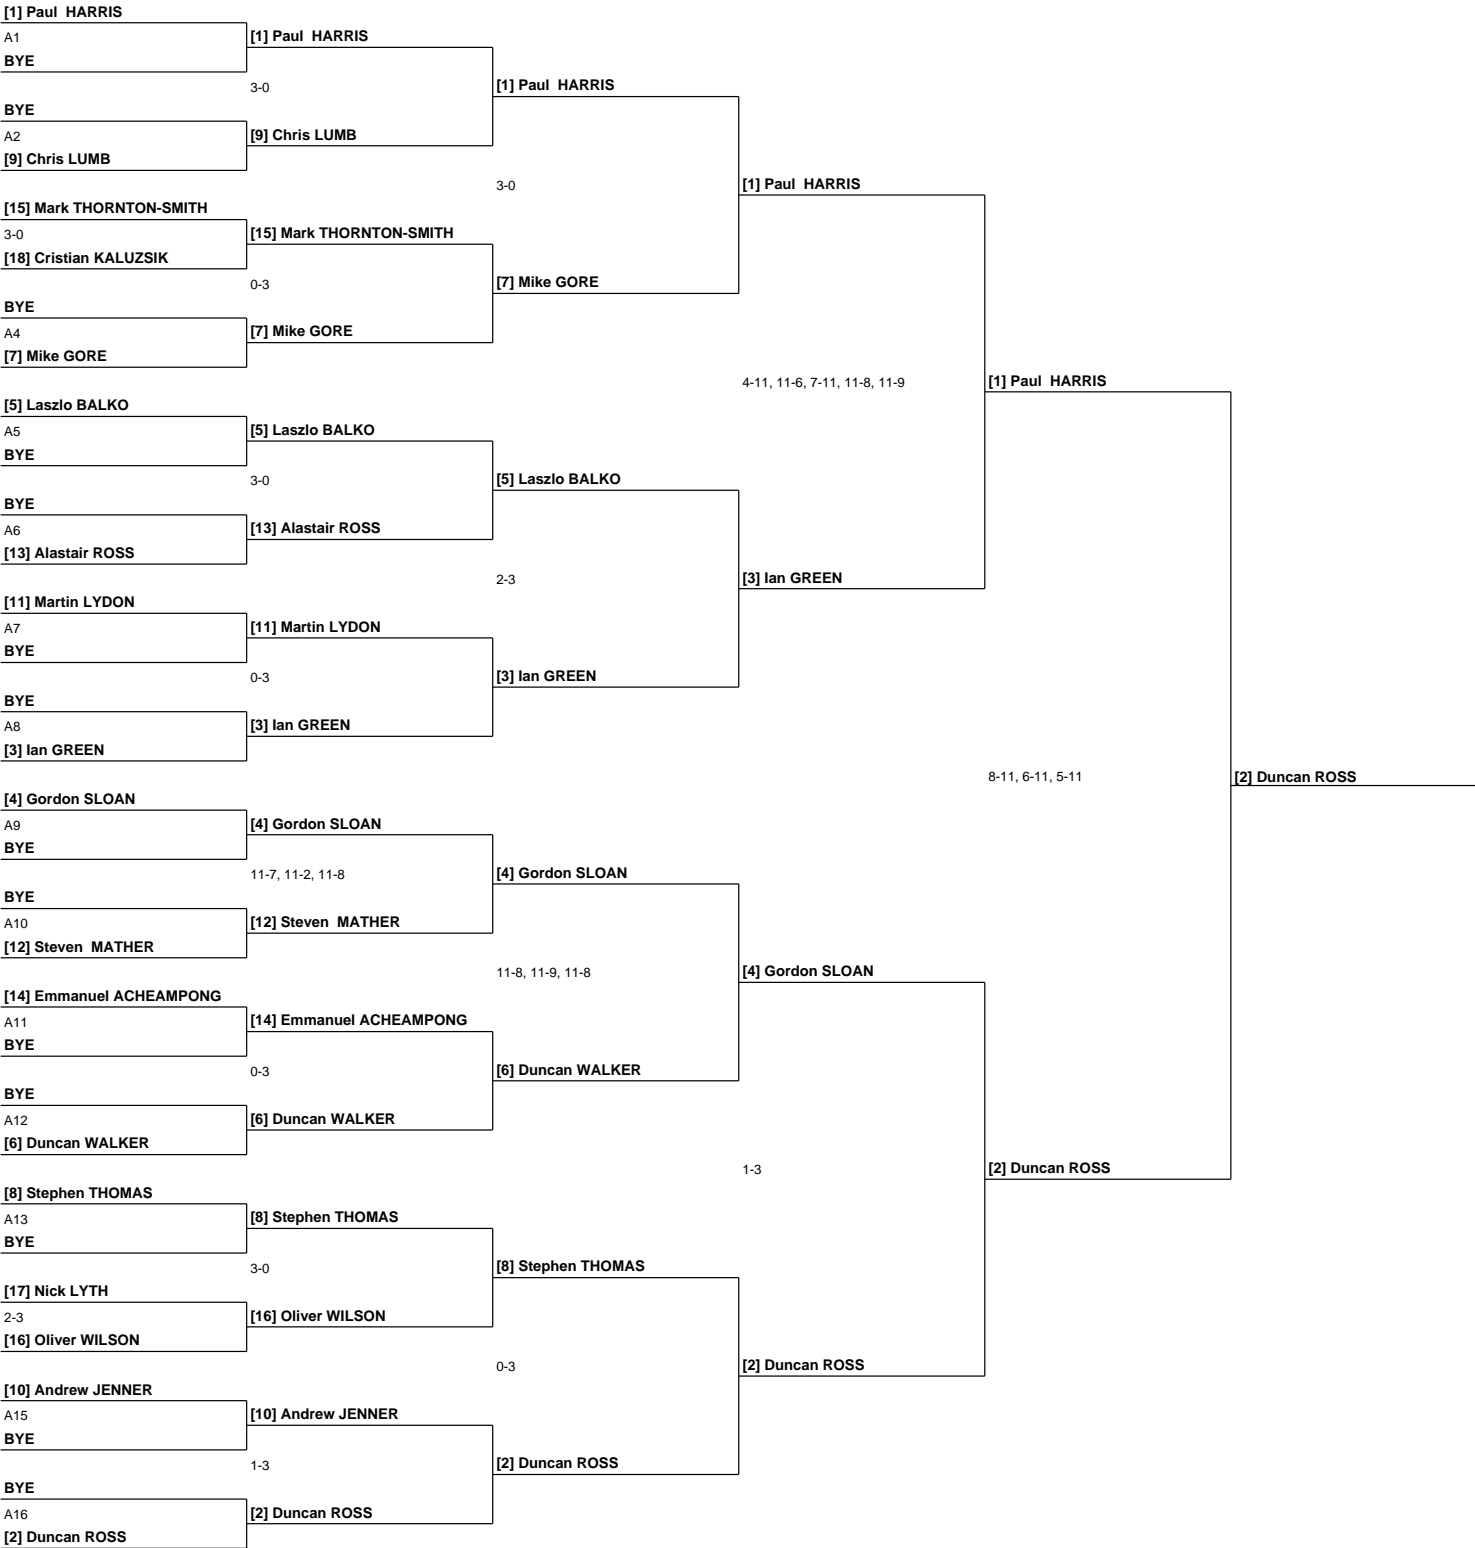 [1] Paul  HARRIS
A1
BYE
BYE
A2
[9] Chris LUMB
[15] Mark THORNTON-SMITH
3-0
[18] Cristian KALUZSIK
BYE
A4
[7] Mike GORE
[5] Laszlo BALKO
A5
BYE
BYE
A6
[13] Alastair ROSS
[11] Martin LYDON
A7
BYE
BYE
A8
[3] Ian GREEN
[4] Gordon SLOAN
A9
BYE
BYE
A10
[12] Steven  MATHER
[14] Emmanuel ACHEAMPONG
A11
BYE
BYE
A12
[6] Duncan WALKER
[8] Stephen THOMAS
A13
BYE
[17] Nick LYTH
2-3
[16] Oliver WILSON
[10] Andrew JENNER
A15
BYE
BYE
A16
[2] Duncan ROSS
[1] Paul  HARRIS
3-0
[9] Chris LUMB
[15] Mark THORNTON-SMITH
0-3
[7] Mike GORE
[5] Laszlo BALKO
3-0
[13] Alastair ROSS
[11] Martin LYDON
0-3
[3] Ian GREEN
[4] Gordon SLOAN
11-7, 11-2, 11-8
[12] Steven  MATHER
[14] Emmanuel ACHEAMPONG
0-3
[6] Duncan WALKER
[8] Stephen THOMAS
3-0
[16] Oliver WILSON
[10] Andrew JENNER
1-3
[2] Duncan ROSS
[1] Paul  HARRIS
3-0
[7] Mike GORE
[5] Laszlo BALKO
2-3
[3] Ian GREEN
[4] Gordon SLOAN
11-8, 11-9, 11-8
[6] Duncan WALKER
[8] Stephen THOMAS
0-3
[2] Duncan ROSS
[1] Paul  HARRIS
4-11, 11-6, 7-11, 11-8, 11-9
[3] Ian GREEN
[4] Gordon SLOAN
1-3
[2] Duncan ROSS
[1] Paul  HARRIS
8-11, 6-11, 5-11
[2] Duncan ROSS
[2] Duncan ROSS